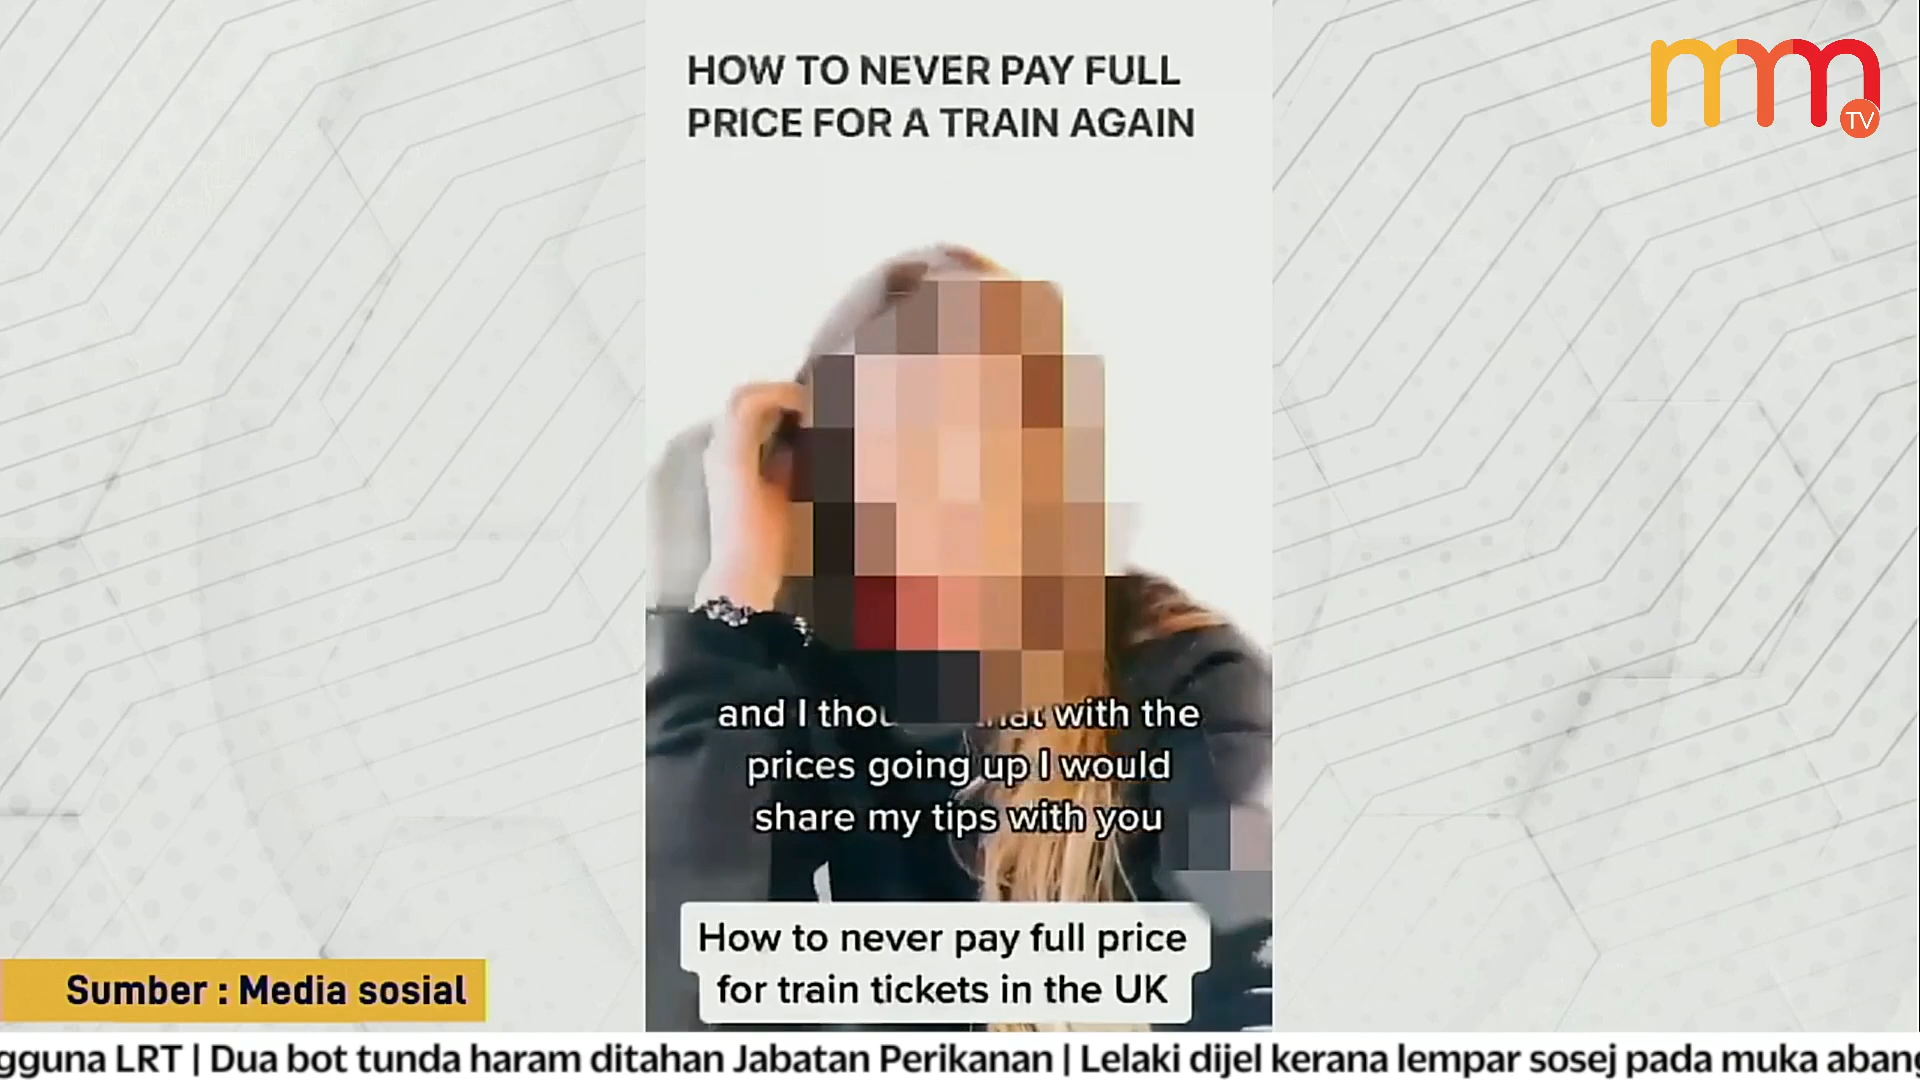 HOW TO NEVER PAY FULL
PRICE FOR A TRAIN AGAIN
mm
TV
and I with the
prices going up I would
share my tips with you
How to never pay full price
for train tickets in the UK
Sumber : Media sosial
LRT | Dua bot tunda haram ditahan Jabatan Perikanan | Lelaki dijel kerana lempar sosej pada muka abang